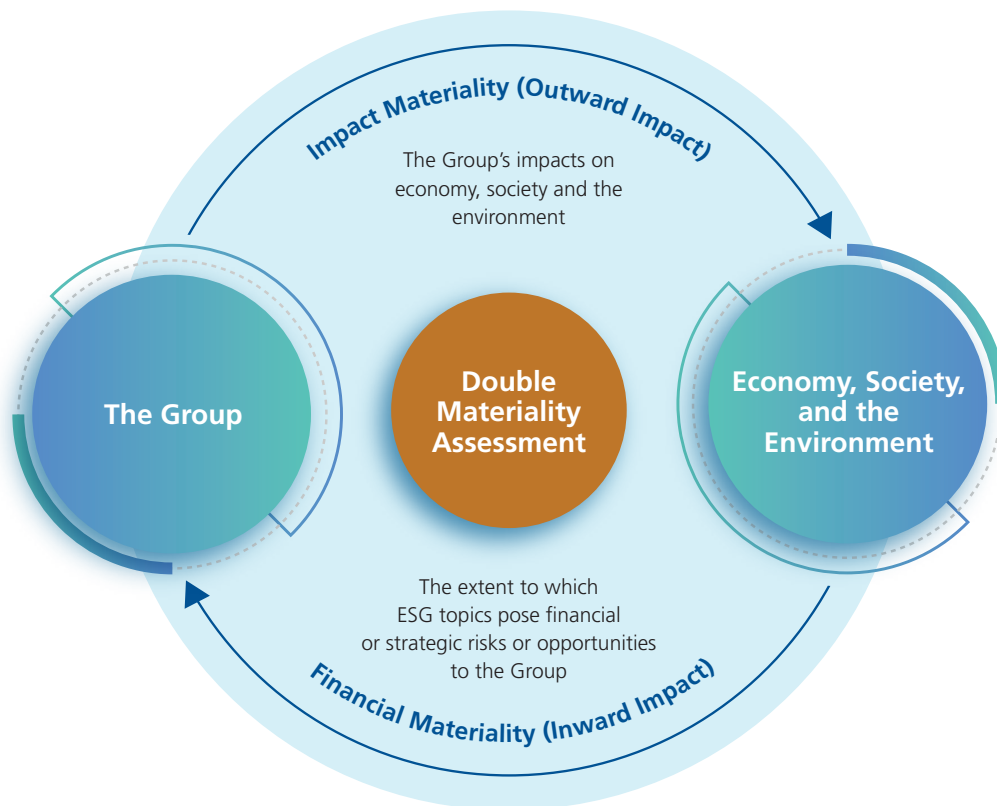 Impact Materiality (Outward Impact)
The Group’s impacts on
economy, society and the
environment
The Group
Double
Materiality
Assessment
Economy, Society,
and the
Environment
The extent to which
ESG topics pose financial
or strategic risks or opportunities
to the Group
Financial Materiality (Inward Impact)